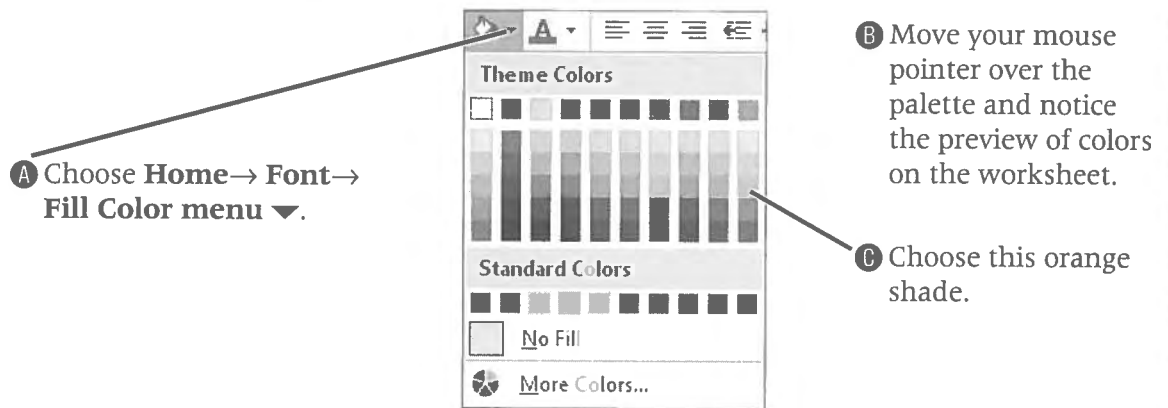 A
Theme Colors
A Choose Home→ Font→
Fill Color menu ▼.
B Move your mouse
pointer over the
palette and notice
the preview of colors
on the worksheet.
C Choose this orange
shade.
Standard Colors
No Fill
More Colors...